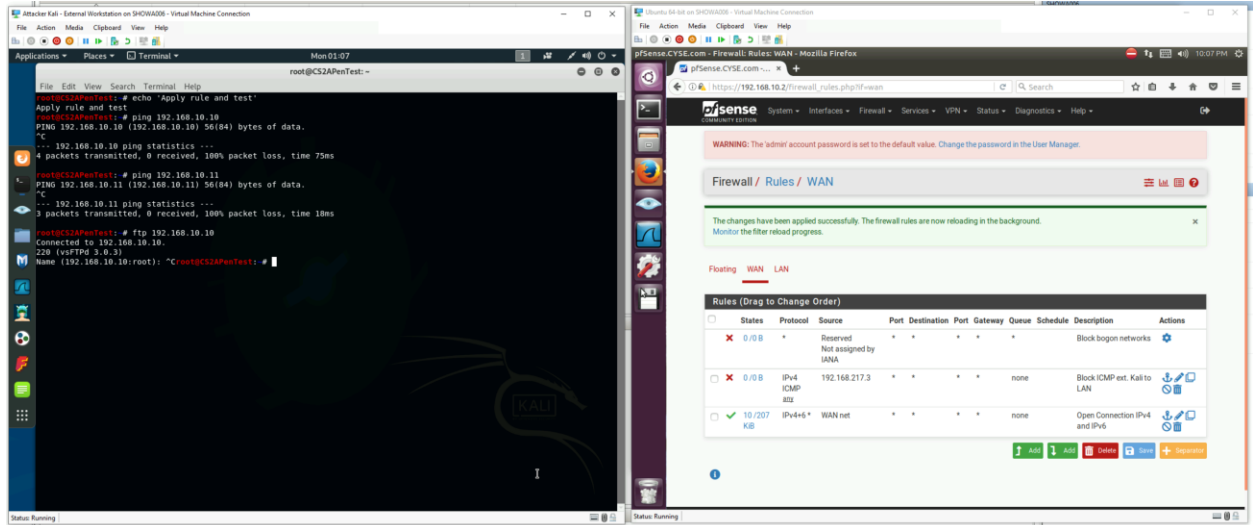 SHOWA006
Attacker Kali - External Workstation on SHOWA006 - Virtual Machine Connection
File Action Media Clipboard View Help
Applications Places Terminal Mon 01:07 1
root@CS2APenTest: ~
File Edit View Search Terminal Help
root@CS2APenTest:~# echo 'Apply rule and test'
Apply rule and test
root@CS2APenTest:~# ping 192.168.10.10
PING 192.168.10.10 (192.168.10.10) 56(84) bytes of data.
^C
--- 192.168.10.10 ping statistics ---
4 packets transmitted, 0 received, 100% packet loss, time 75ms
root@CS2APenTest:~# ping 192.168.10.11
PING 192.168.10.11 (192.168.10.11) 56(84) bytes of data.
^C
--- 192.168.10.11 ping statistics ---
3 packets transmitted, 0 received, 100% packet loss, time 18ms
root@CS2APenTest:~# ftp 192.168.10.10
Connected to 192.168.10.10.
220 (vsFTPd 3.0.3)
Name (192.168.10.10:root): ^Croot@CS2APenTest:~#
KALI
Status: Running
Ubuntu 64-bit on SHOWA006 - Virtual Machine Connection
File Action Media Clipboard View Help
pfSense.CYSE.com - Firewall: Rules: WAN - Mozilla Firefox 10:07 PM
pfSense.CYSE.com -... × +
https://192.168.10.2/firewall_rules.php?if=wan Search
pfsense System Interfaces Firewall Services VPN Status Diagnostics Help
COMMUNITY EDITION
WARNING: The 'admin' account password is set to the default value. Change the password in the User Manager.
Firewall / Rules / WAN
The changes have been applied successfully. The firewall rules are now reloading in the background.
Monitor the filter reload progress.
Floating WAN LAN
Rules (Drag to Change Order)
States Protocol Source Port Destination Port Gateway Queue Schedule Description Actions
0 /0 B * Reserved * * * * * Block bogon networks
Not assigned by
IANA
0 /0 B IPv4 192.168.217.3 * * * * none Block ICMP ext. Kali to
ICMP LAN
any
10 /207 IPv4+6 * WAN net * * * * none Open Connection IPv4
KiB and IPv6
Add Add Delete Save Separator
Status: Running